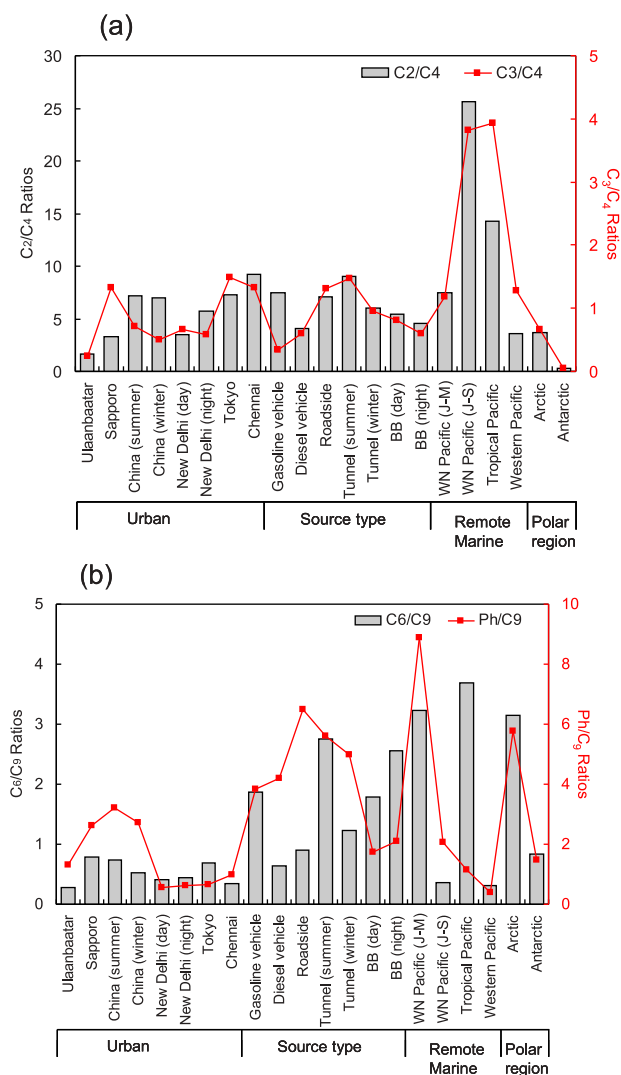 (a)
30
25
20
15
10
5
0
C2/C4 Ratios
C2/C4
C3/C4
5
4
3
2
1
0
C3/C4 Ratios
Ulaanbaatar
Sapporo
China (summer)
China (winter)
New Delhi (day)
New Delhi (night)
Tokyo
Chennai
Gasoline vehicle
Diesel vehicle
Roadside
Tunnel (summer)
Tunnel (winter)
BB (day)
BB (night)
WN Pacific (J-M)
WN Pacific (J-S)
Tropical Pacific
Western Pacific
Arctic
Antarctic
Urban
Source type
Remote
Marine
Polar
region
(b)
5
4
3
2
1
0
C6/C9 Ratios
C6/C9
Ph/C9
10
8
6
4
2
0
Ph/C9 Ratios
Ulaanbaatar
Sapporo
China (summer)
China (winter)
New Delhi (day)
New Delhi (night)
Tokyo
Chennai
Gasoline vehicle
Diesel vehicle
Roadside
Tunnel (summer)
Tunnel (winter)
BB (day)
BB (night)
WN Pacific (J-M)
WN Pacific (J-S)
Tropical Pacific
Western Pacific
Arctic
Antarctic
Urban
Source type
Remote
Marine
Polar
region